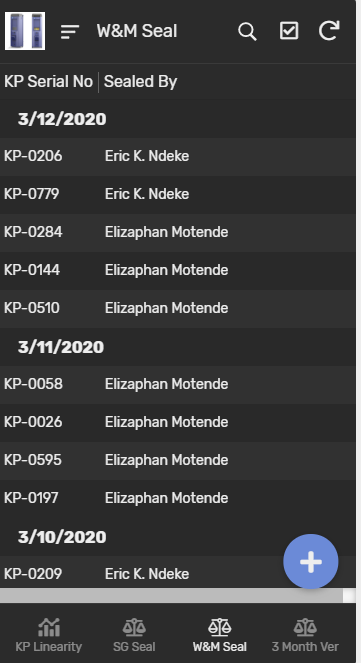 W&M Seal
KP Serial No Sealed By
3/12/2020
KP-0206 Eric K. Ndeke
KP-0779 Eric K. Ndeke
KP-0284 Elizaphan Motende
KP-0144 Elizaphan Motende
KP-0510 Elizaphan Motende
3/11/2020
KP-0058 Elizaphan Motende
KP-0026 Elizaphan Motende
KP-0595 Elizaphan Motende
KP-0197 Elizaphan Motende
3/10/2020
KP-0209 Eric K. Ndeke
KP Linearity SG Seal W&M Seal 3 Month Ver